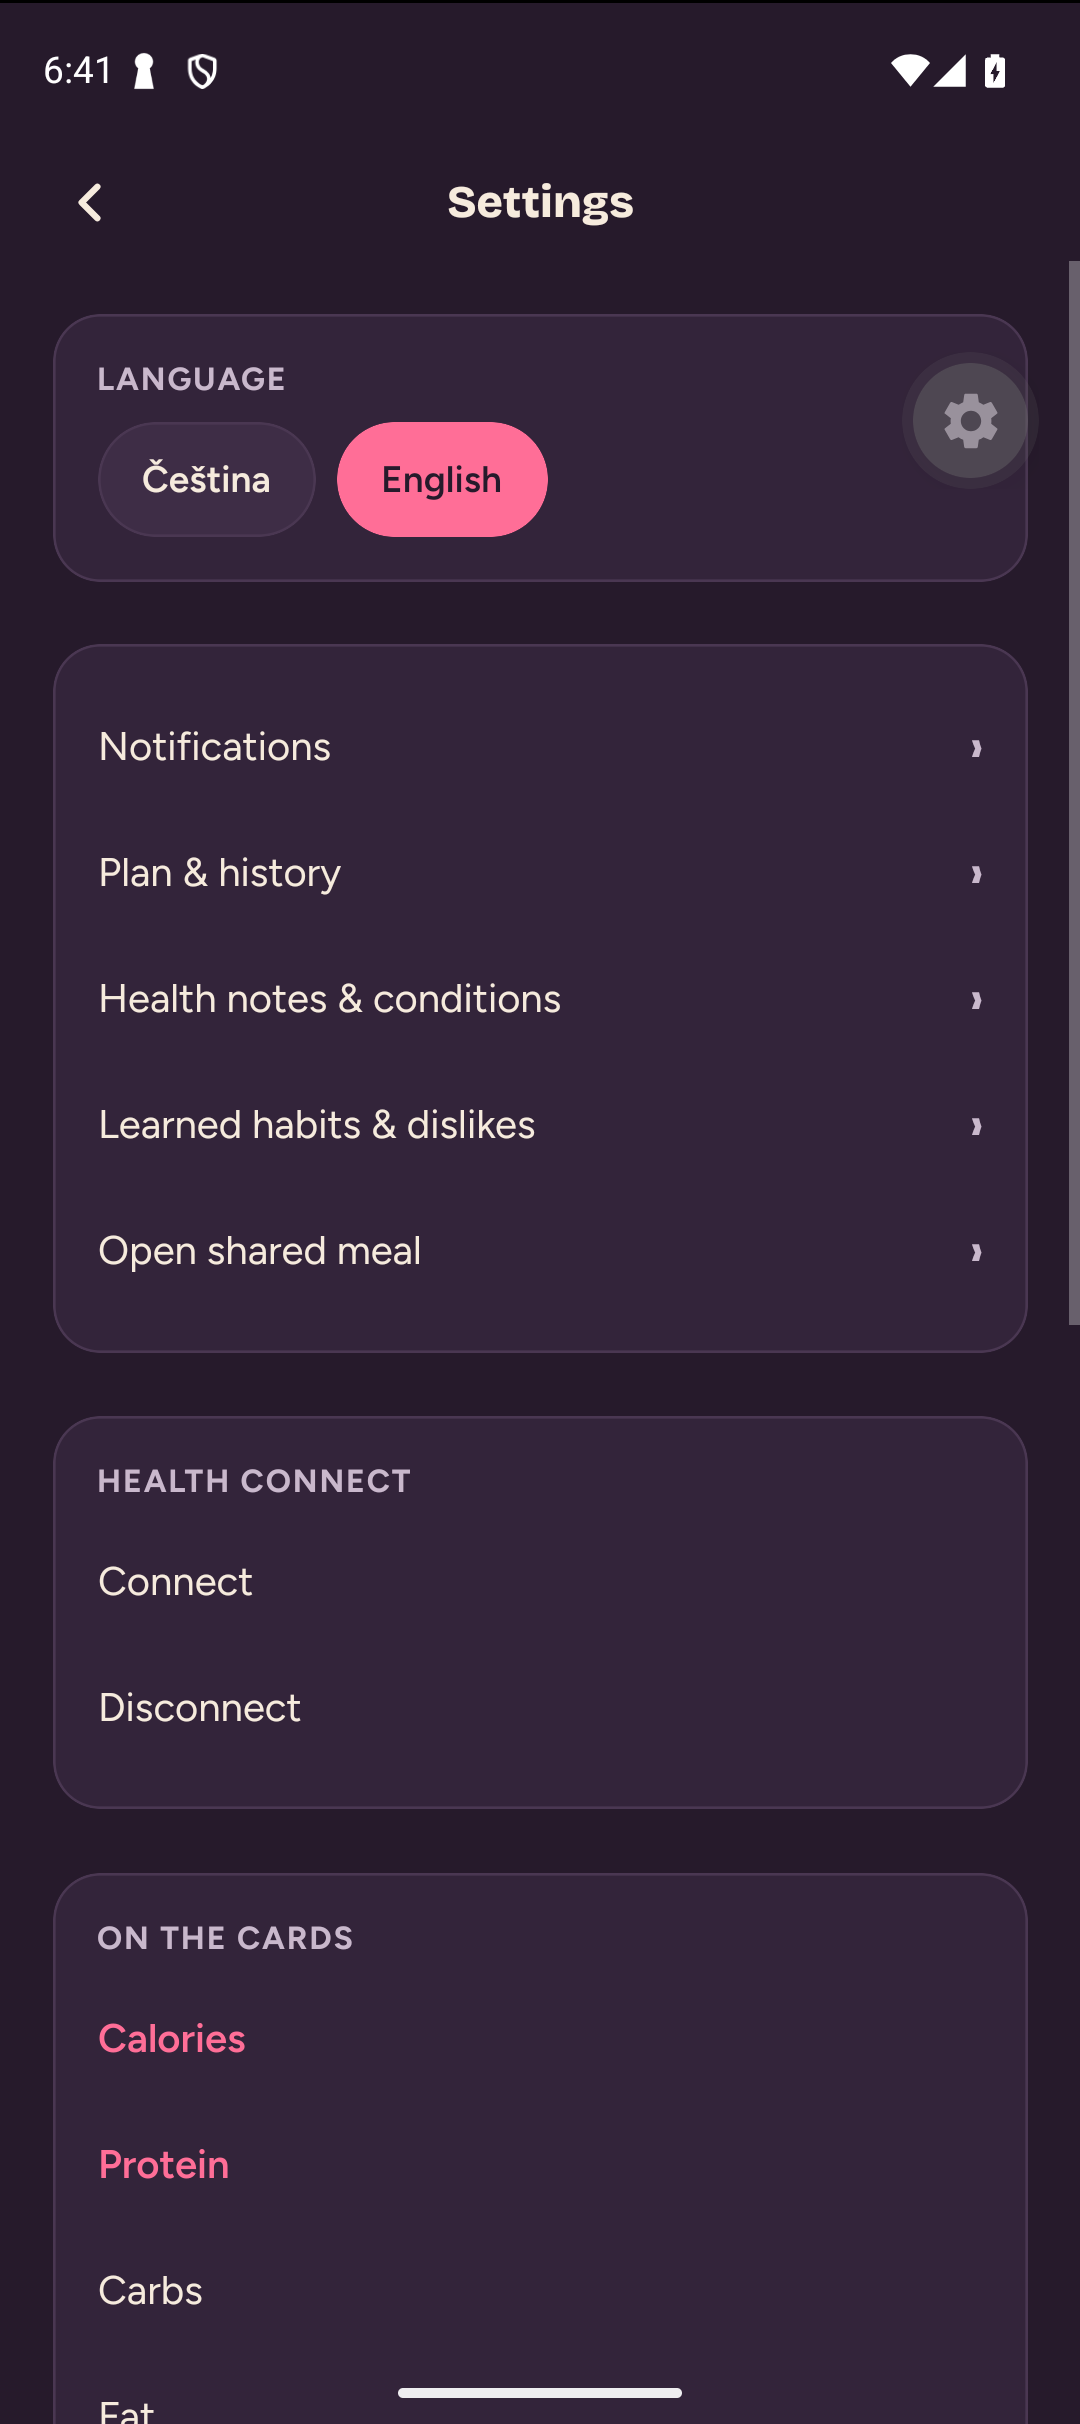 6:41
Settings
LANGUAGE
Čeština
English
Notifications
Plan & history
Health notes & conditions
Learned habits & dislikes
Open shared meal
HEALTH CONNECT
Connect
Disconnect
ON THE CARDS
Calories
Protein
Carbs
Fat